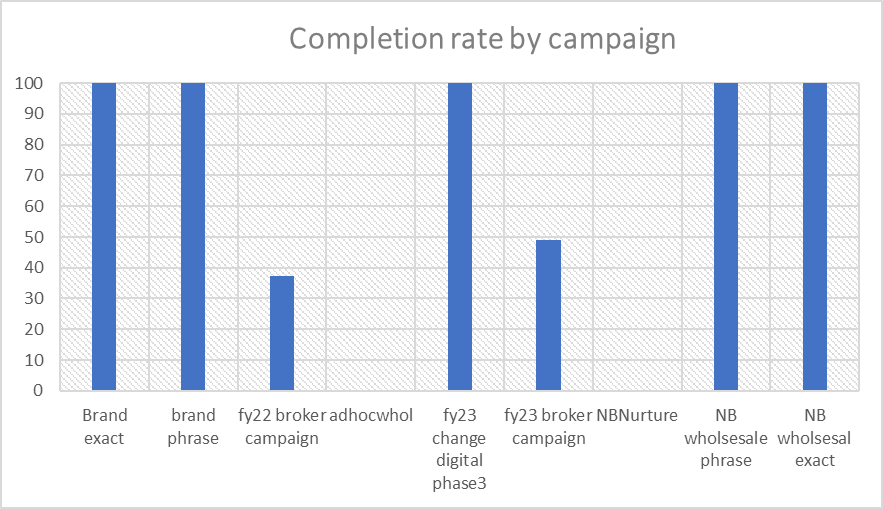 Completion rate by campaign
100
90
80
70
60
50
40
30
20
10
0
Brand
exact
brand
phrase
fy22 broker
campaign
adhocwhol
fy23
change
digital
phase3
fy23 broker
campaign
NBNurture
NB
wholsesale
phrase
NB
wholsesal
exact